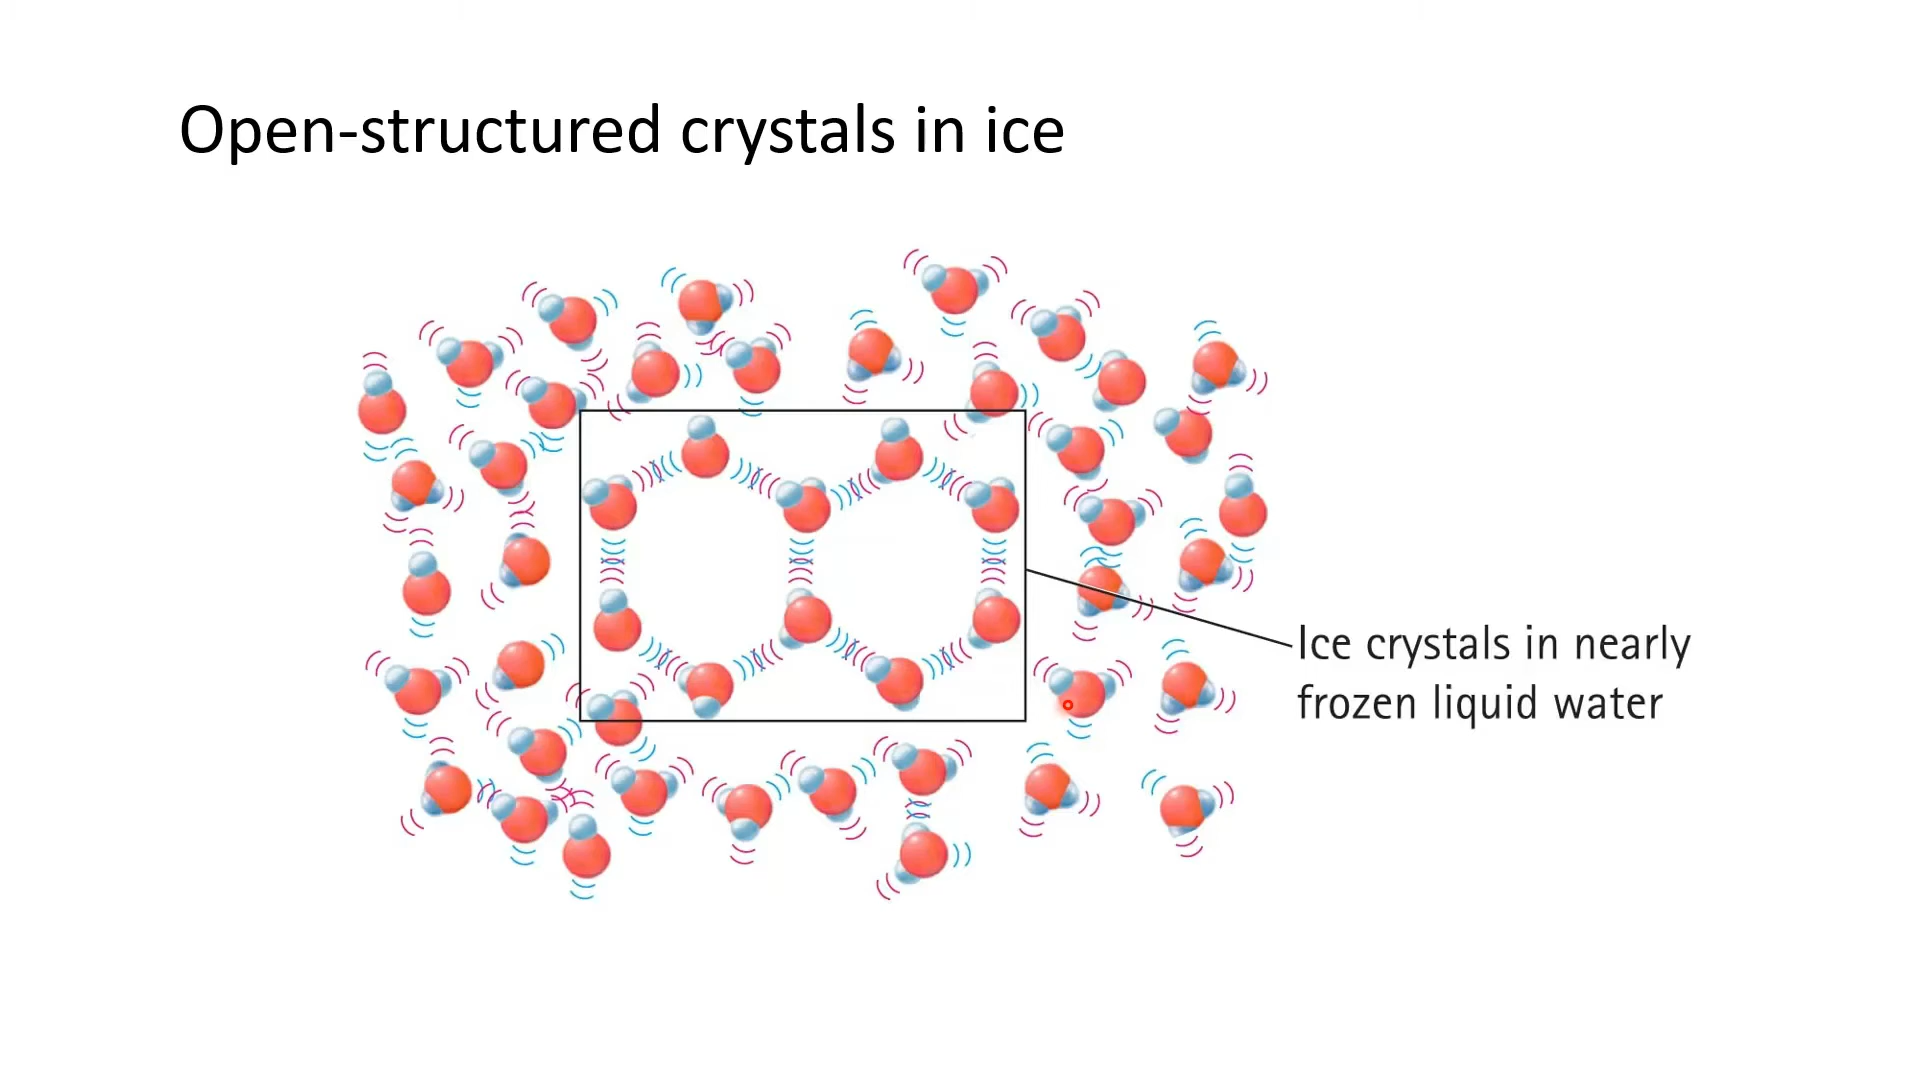 Open-structured crystals in ice
Ice crystals in nearly
frozen liquid water